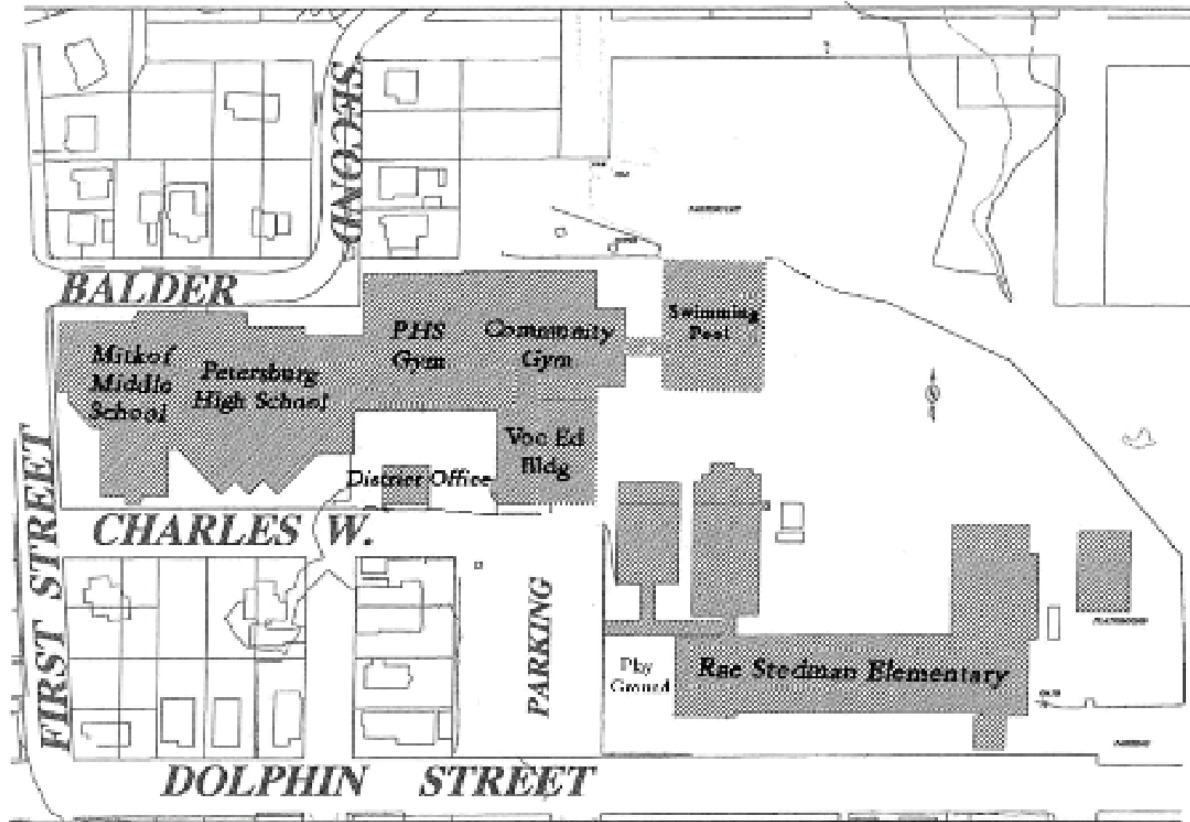 SECOND
BALDER
Mitkof
Middle
School
Petersburg
High School
PHS
Gym
Community
Gym
Swimming
Pool
Voc Ed
Bldg
District Office
CHARLES W.
FIRST STREET
PARKING
Play
Ground
Rae Stedman Elementary
PLAYGROUND
DOLPHIN STREET